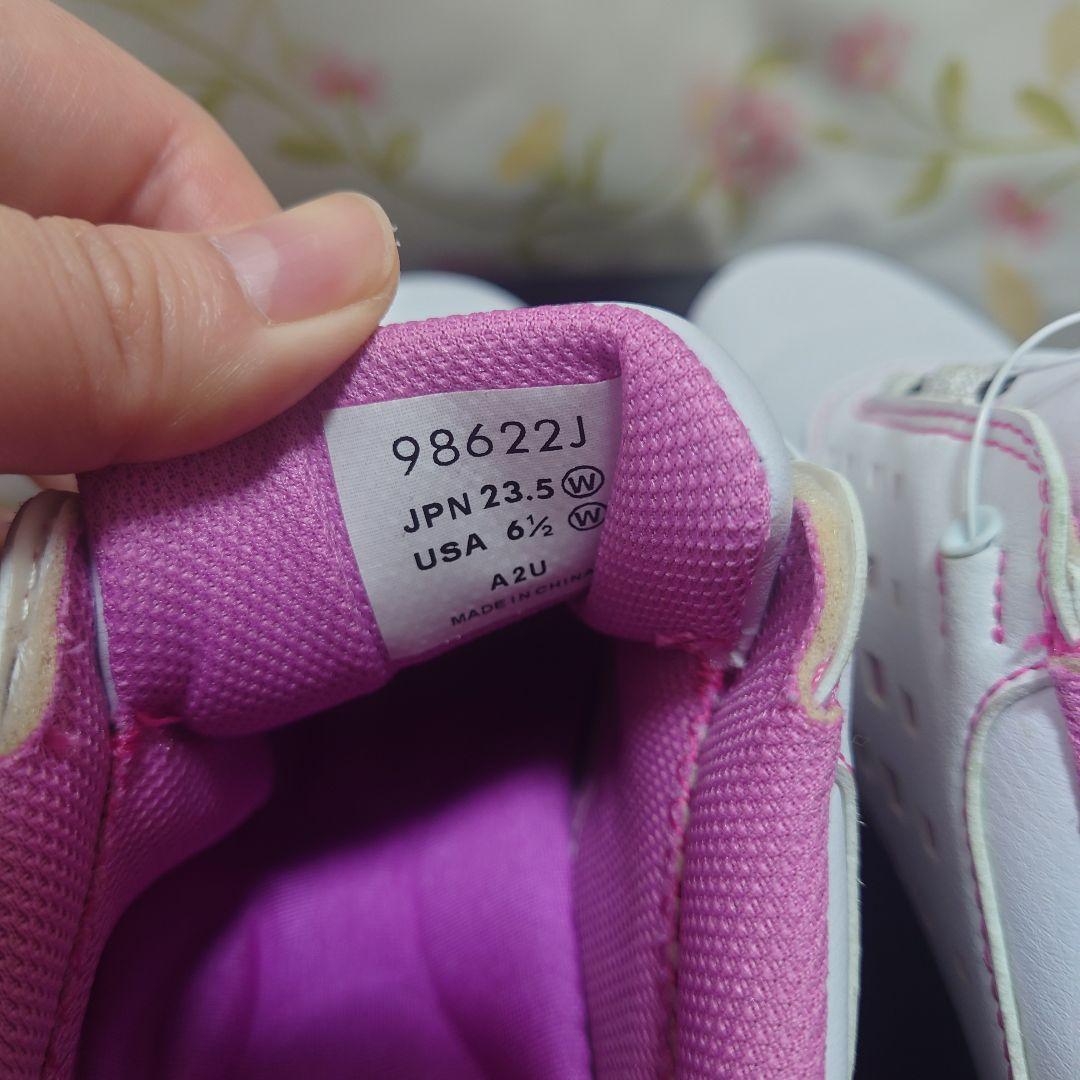 98622J
JPN 23.5 Ⓦ
USA 6½ Ⓦ
A2U
MADE IN CHINA